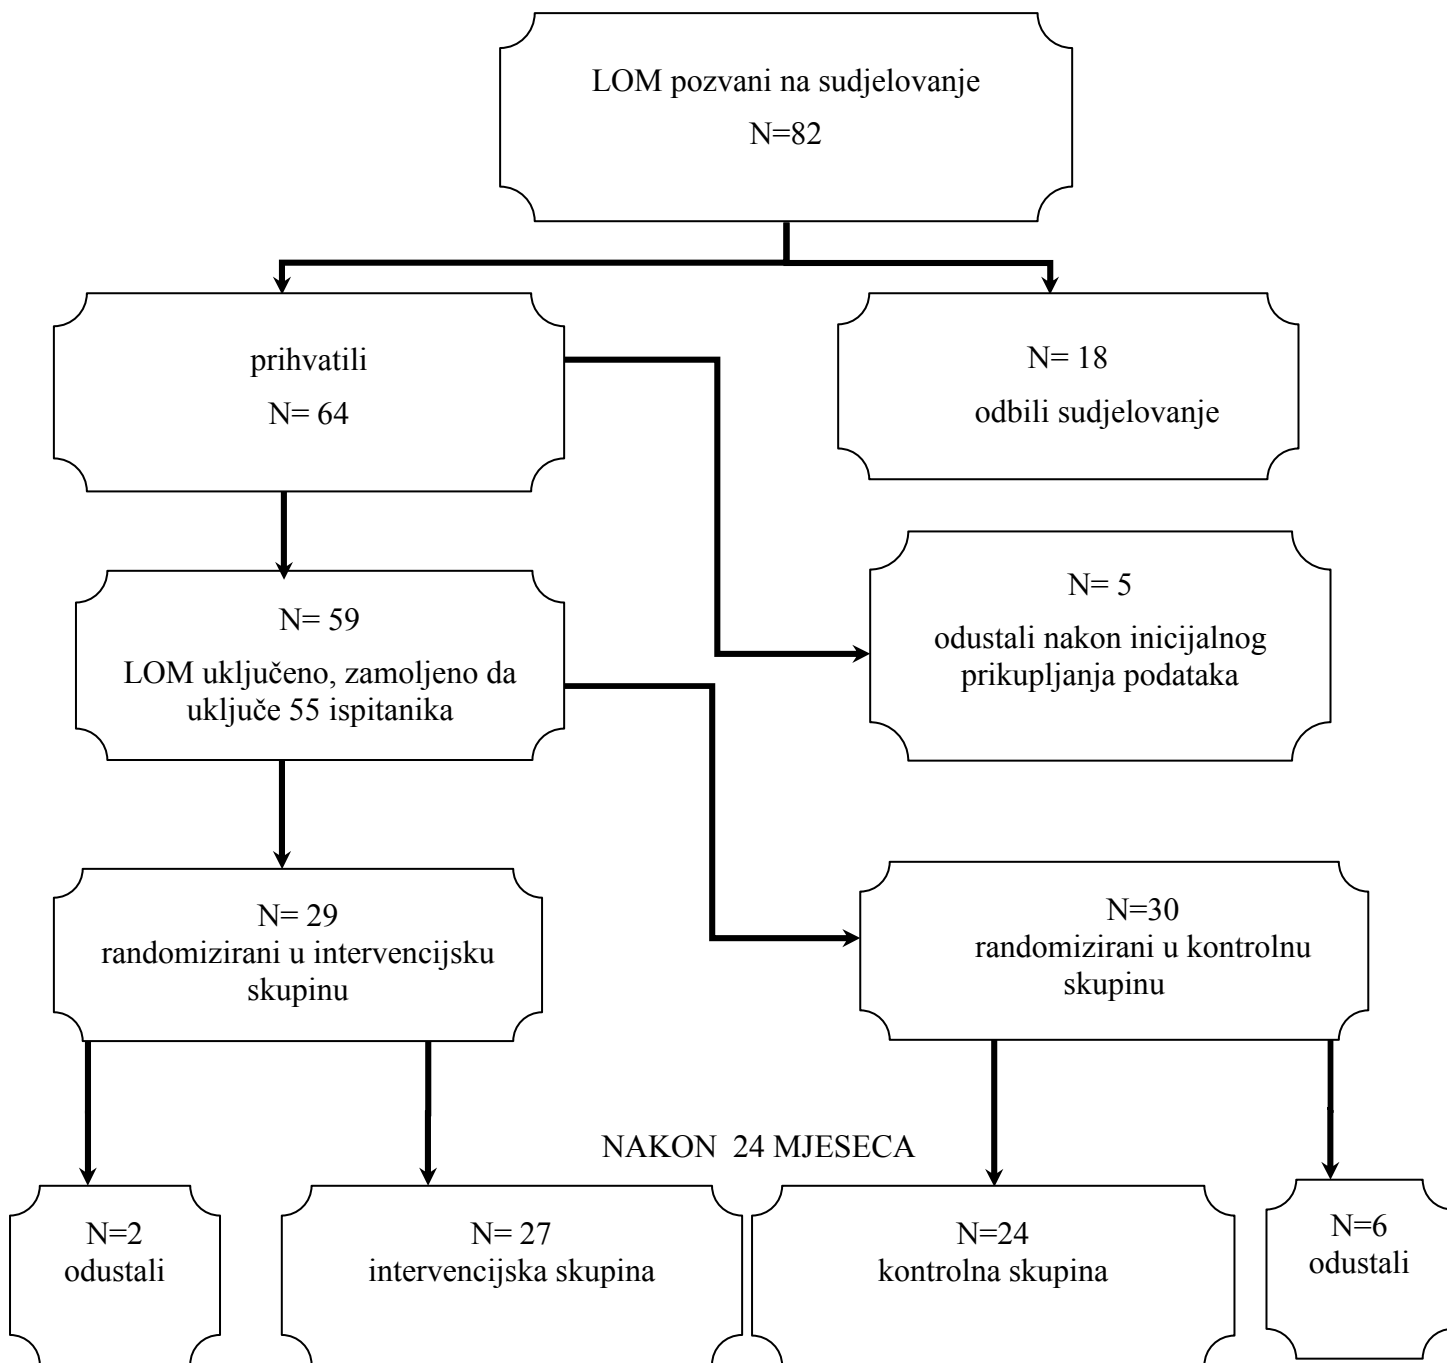 LOM pozvani na sudjelovanje
N=82
prihvatili
N= 64
N= 18
odbili sudjelovanje
N= 5
odustali nakon inicijalnog
prikupljanja podataka
N= 59
LOM uključeno, zamoljeno da
uključe 55 ispitanika
N= 29
randomizirani u intervencijsku
skupinu
N=30
randomizirani u kontrolnu
skupinu
NAKON 24 MJESECA
N=2
odustali
N= 27
intervencijska skupina
N=24
kontrolna skupina
N=6
odustali